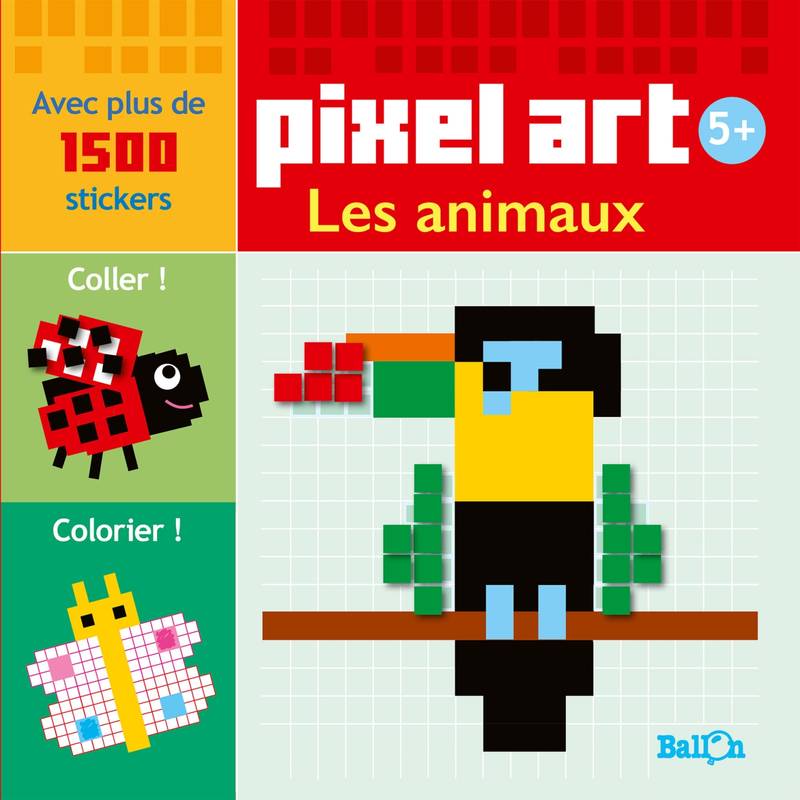 Avec plus de
1500
stickers
pixel art 5+
Les animaux
Coller !
Colorier !
Ballon